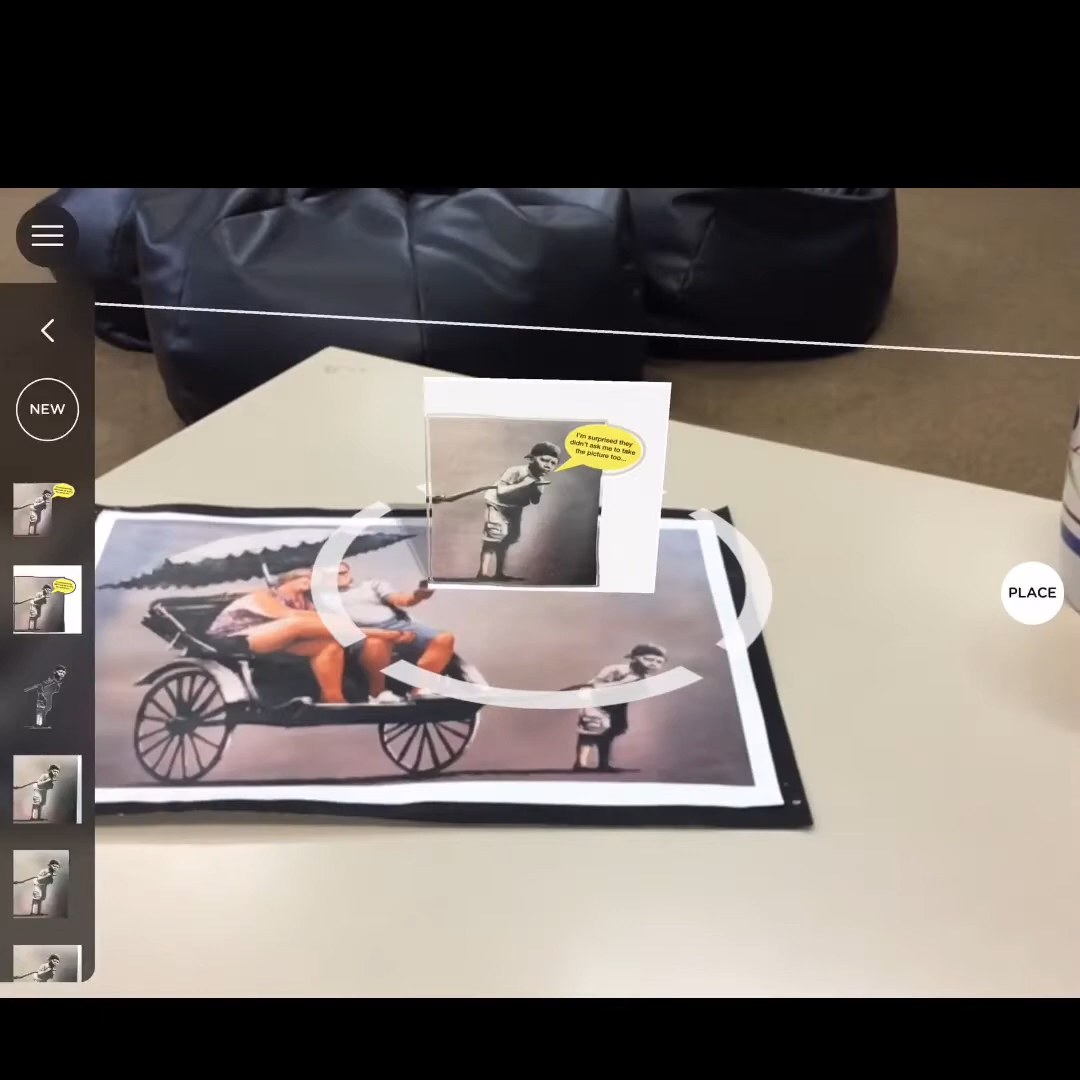 NEW
I'm surprised they
didn't ask me to take
the picture too...
PLACE